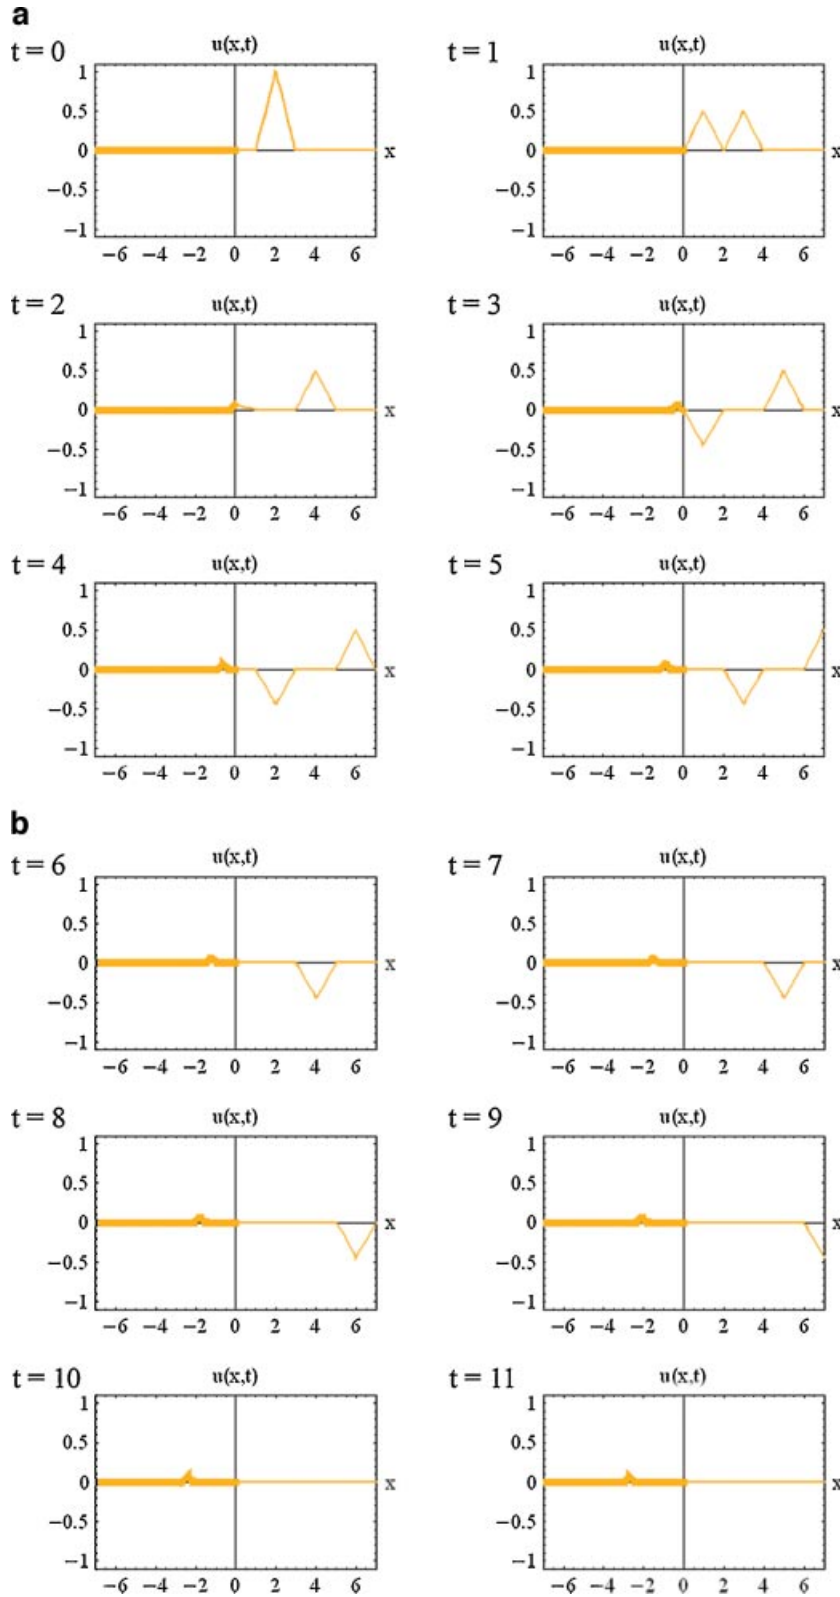 a
t = 0 u(x,t) t = 1 u(x,t)
1 1
0.5 0.5
0 x 0 x
−0.5 −0.5
−1 −1
−6 −4 −2 0 2 4 6 −6 −4 −2 0 2 4 6
t = 2 u(x,t) t = 3 u(x,t)
1 1
0.5 0.5
0 x 0 x
−0.5 −0.5
−1 −1
−6 −4 −2 0 2 4 6 −6 −4 −2 0 2 4 6
t = 4 u(x,t) t = 5 u(x,t)
1 1
0.5 0.5
0 x 0 x
−0.5 −0.5
−1 −1
−6 −4 −2 0 2 4 6 −6 −4 −2 0 2 4 6
b
t = 6 u(x,t) t = 7 u(x,t)
1 1
0.5 0.5
0 x 0 x
−0.5 −0.5
−1 −1
−6 −4 −2 0 2 4 6 −6 −4 −2 0 2 4 6
t = 8 u(x,t) t = 9 u(x,t)
1 1
0.5 0.5
0 x 0 x
−0.5 −0.5
−1 −1
−6 −4 −2 0 2 4 6 −6 −4 −2 0 2 4 6
t = 10 u(x,t) t = 11 u(x,t)
1 1
0.5 0.5
0 x 0 x
−0.5 −0.5
−1 −1
−6 −4 −2 0 2 4 6 −6 −4 −2 0 2 4 6